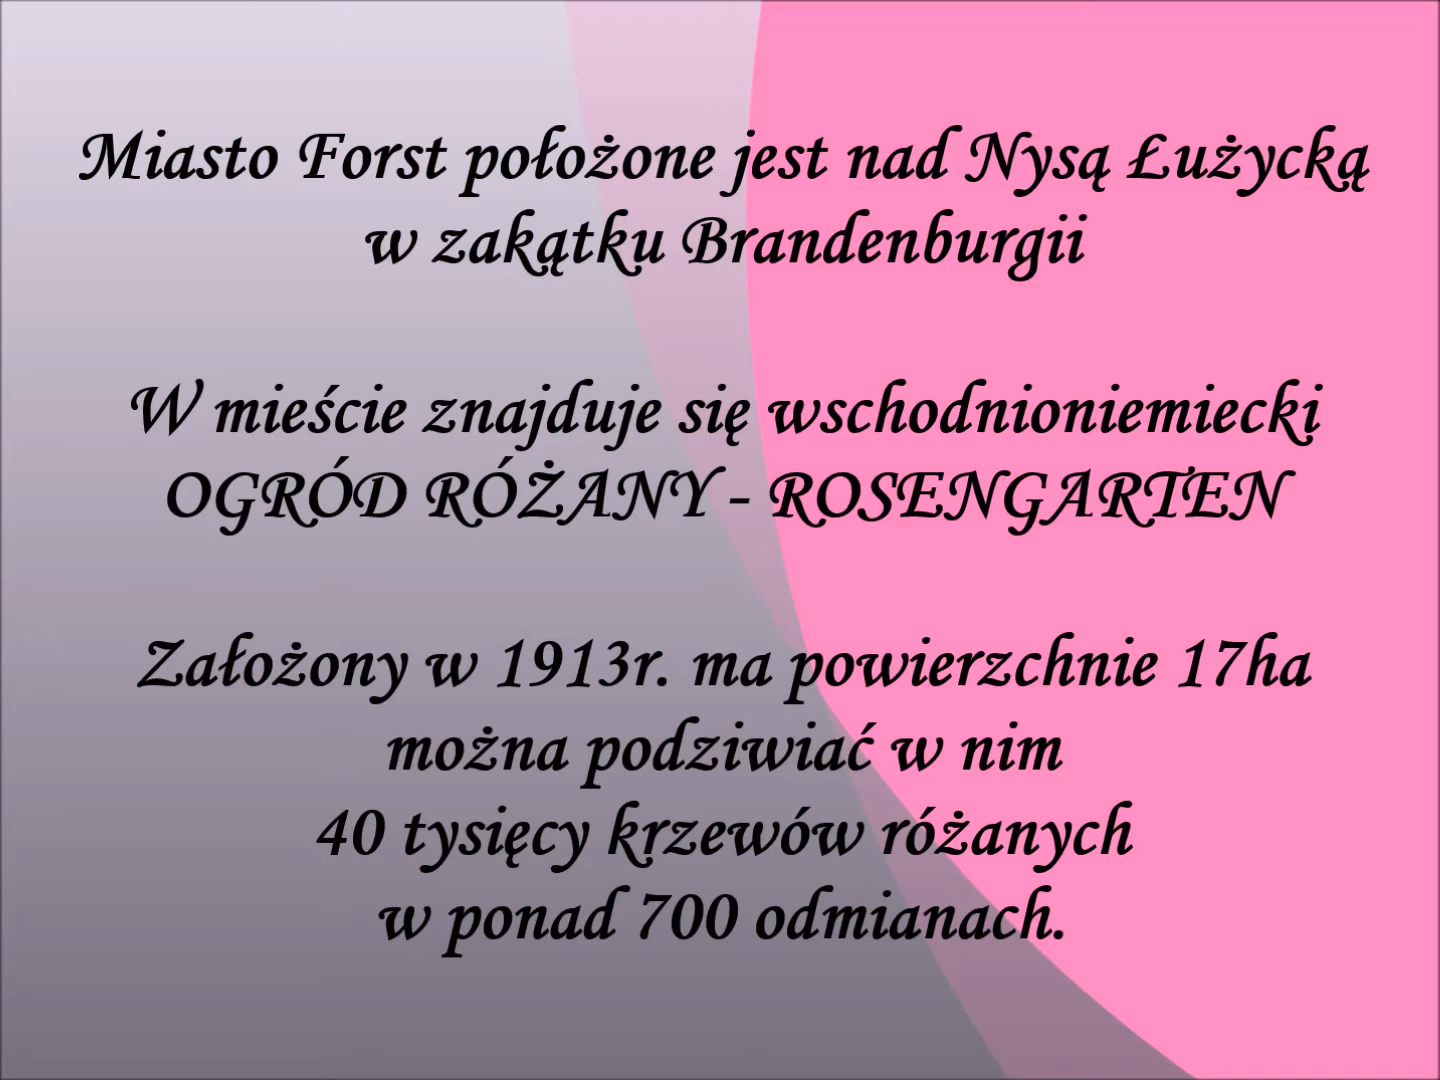 Miasto Forst położone jest nad Nysą Łużycką
w zakątku Brandenburgii
W mieście znajduje się wschodnioniemiecki
OGRÓD RÓŻANY - ROSENGARTEN
Założony w 1913r. ma powierzchnie 17ha
można podziwiać w nim
40 tysięcy krzewów różanych
w ponad 700 odmianach.